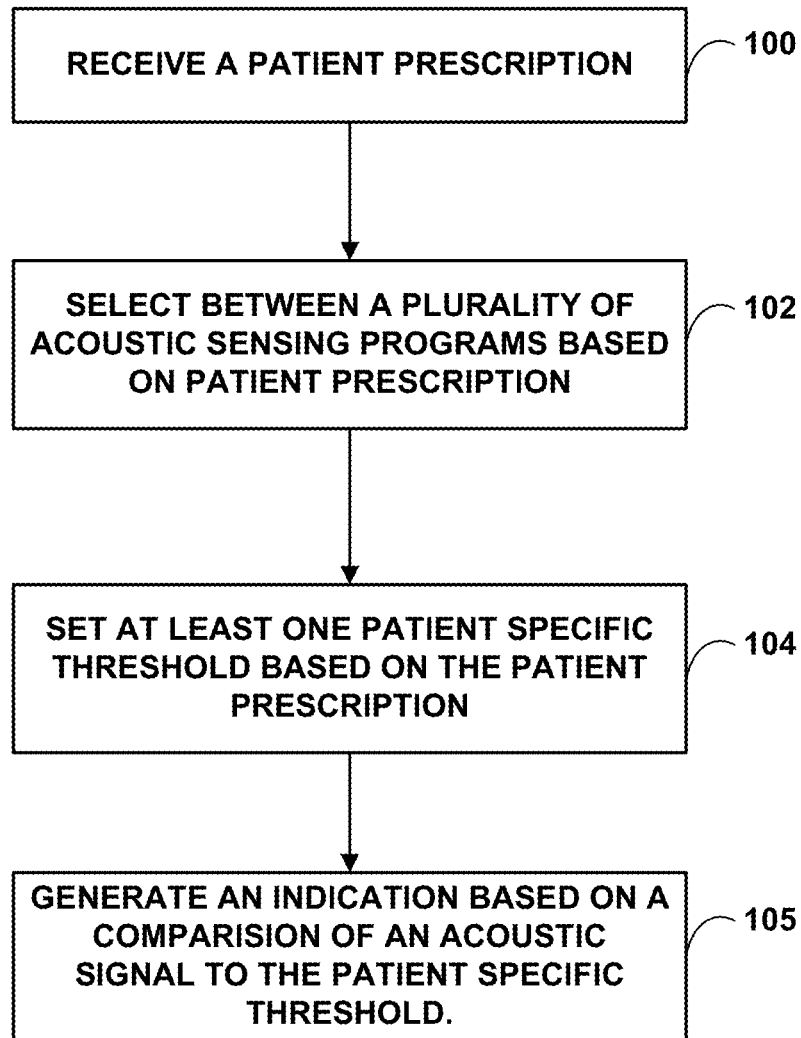 RECEIVE A PATIENT PRESCRIPTION
100
SELECT BETWEEN A PLURALITY OF
ACOUSTIC SENSING PROGRAMS BASED
ON PATIENT PRESCRIPTION
102
SET AT LEAST ONE PATIENT SPECIFIC
THRESHOLD BASED ON THE PATIENT
PRESCRIPTION
104
GENERATE AN INDICATION BASED ON A
COMPARISION OF AN ACOUSTIC
SIGNAL TO THE PATIENT SPECIFIC
THRESHOLD.
105